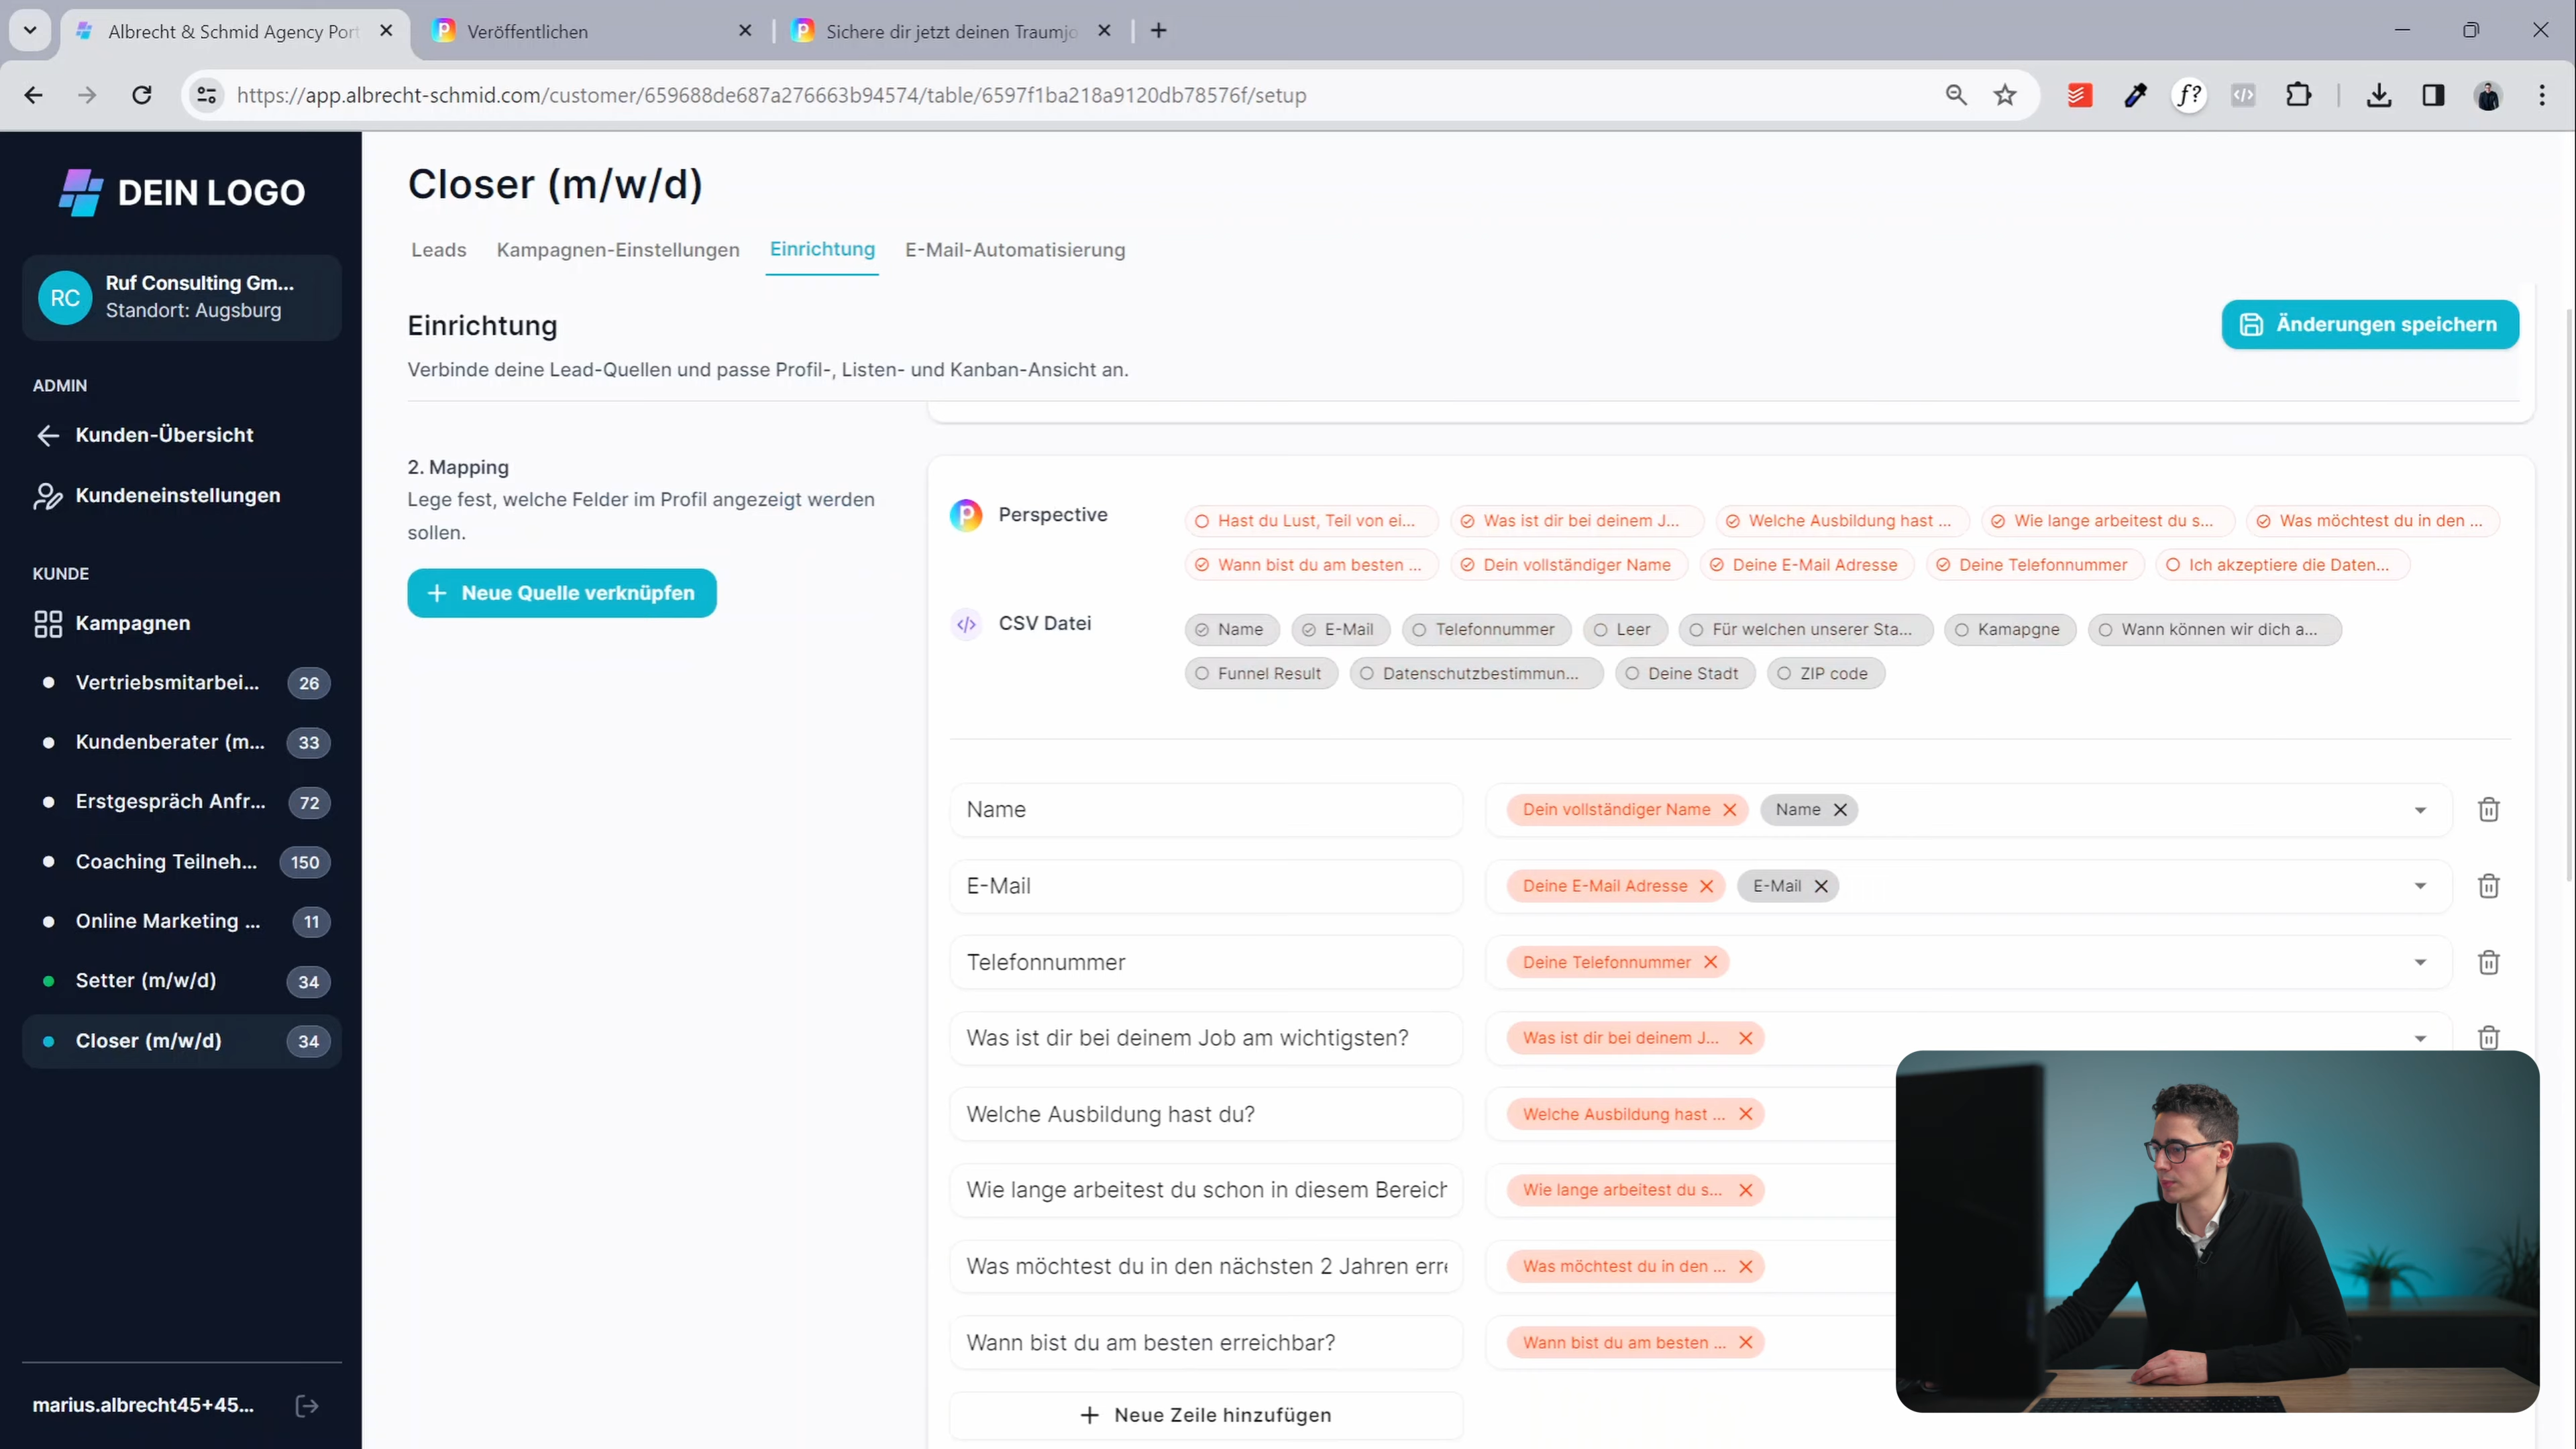 Albrecht & Schmid Agency Port
Veröffentlichen
Sichere dir jetzt deinen Traumjo
https://app.albrecht-schmid.com/customer/659688de687a276663b94574/table/6597f1ba218a9120db78576f/setup
f?
DEIN LOGO
RC
Ruf Consulting Gm...
Standort: Augsburg
ADMIN
Kunden-Übersicht
Kundeneinstellungen
KUNDE
Kampagnen
Vertriebsmitarbei... 26
Kundenberater (m... 33
Erstgespräch Anfr... 72
Coaching Teilneh... 150
Online Marketing ... 11
Setter (m/w/d) 34
Closer (m/w/d) 34
marius.albrecht45+45...
Closer (m/w/d)
Leads Kampagnen-Einstellungen Einrichtung E-Mail-Automatisierung
Einrichtung
Verbinde deine Lead-Quellen und passe Profil-, Listen- und Kanban-Ansicht an.
Änderungen speichern
2. Mapping
Lege fest, welche Felder im Profil angezeigt werden
sollen.
Neue Quelle verknüpfen
Perspective
Hast du Lust, Teil von ei... Was ist dir bei deinem J... Welche Ausbildung hast ... Wie lange arbeitest du s... Was möchtest du in den ...
Wann bist du am besten ... Dein vollständiger Name Deine E-Mail Adresse Deine Telefonnummer Ich akzeptiere die Daten...
CSV Datei
Name E-Mail Telefonnummer Leer Für welchen unserer Sta... Kamapgne Wann können wir dich a...
Funnel Result Datenschutzbestimmun... Deine Stadt ZIP code
Name Dein vollständiger Name Name
E-Mail Deine E-Mail Adresse E-Mail
Telefonnummer Deine Telefonnummer
Was ist dir bei deinem Job am wichtigsten? Was ist dir bei deinem J...
Welche Ausbildung hast du? Welche Ausbildung hast ...
Wie lange arbeitest du schon in diesem Bereich Wie lange arbeitest du s...
Was möchtest du in den nächsten 2 Jahren erre Was möchtest du in den ...
Wann bist du am besten erreichbar? Wann bist du am besten ...
Neue Zeile hinzufügen